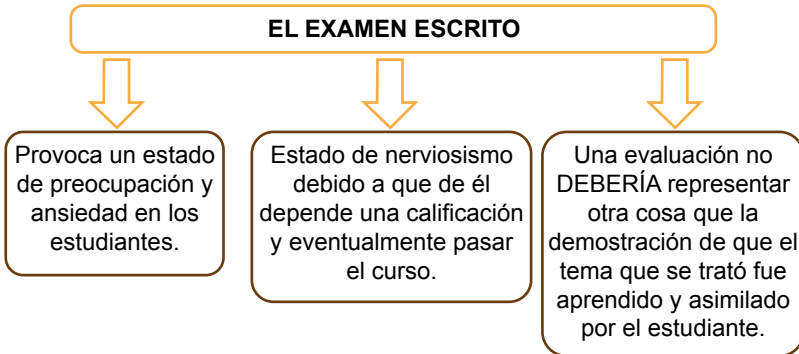 EL EXAMEN ESCRITO
Provoca un estado
de preocupación y
ansiedad en los
estudiantes.
Estado de nerviosismo
debido a que de él
depende una calificación
y eventualmente pasar
el curso.
Una evaluación no
DEBERÍA representar
otra cosa que la
demostración de que el
tema que se trató fue
aprendido y asimilado
por el estudiante.